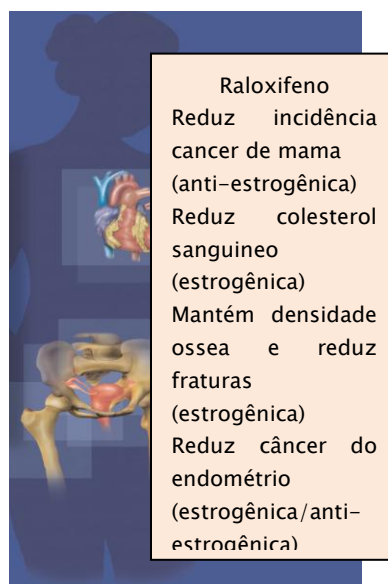 Raloxifeno
Reduz incidência
cancer de mama
(anti-estrogênica)
Reduz colesterol
sanguineo
(estrogênica)
Mantém densidade
ossea e reduz
fraturas
(estrogênica)
Reduz câncer do
endométrio
(estrogênica/anti-
estrogênica)